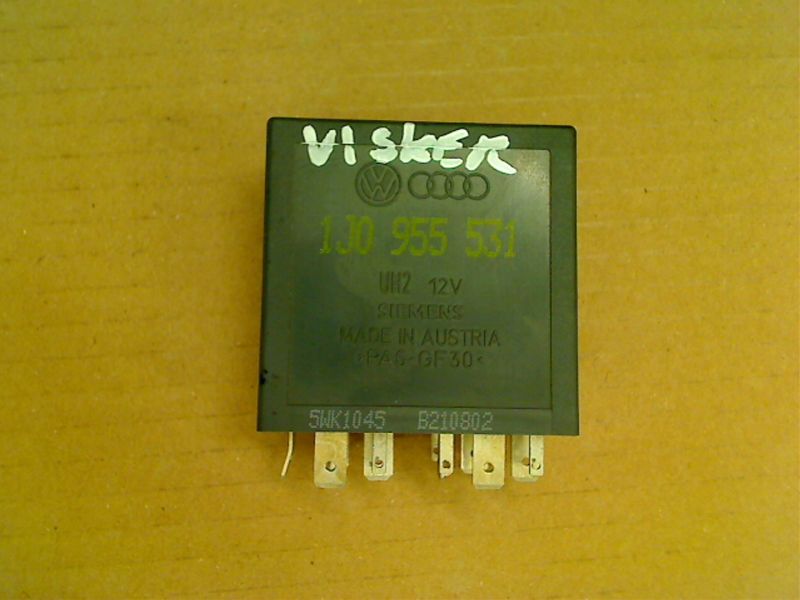 VISKER
1J0 955 531
UH2 12V
SIEMENS
MADE IN AUSTRIA
>PA6-GF30<
5WK1045 B210802